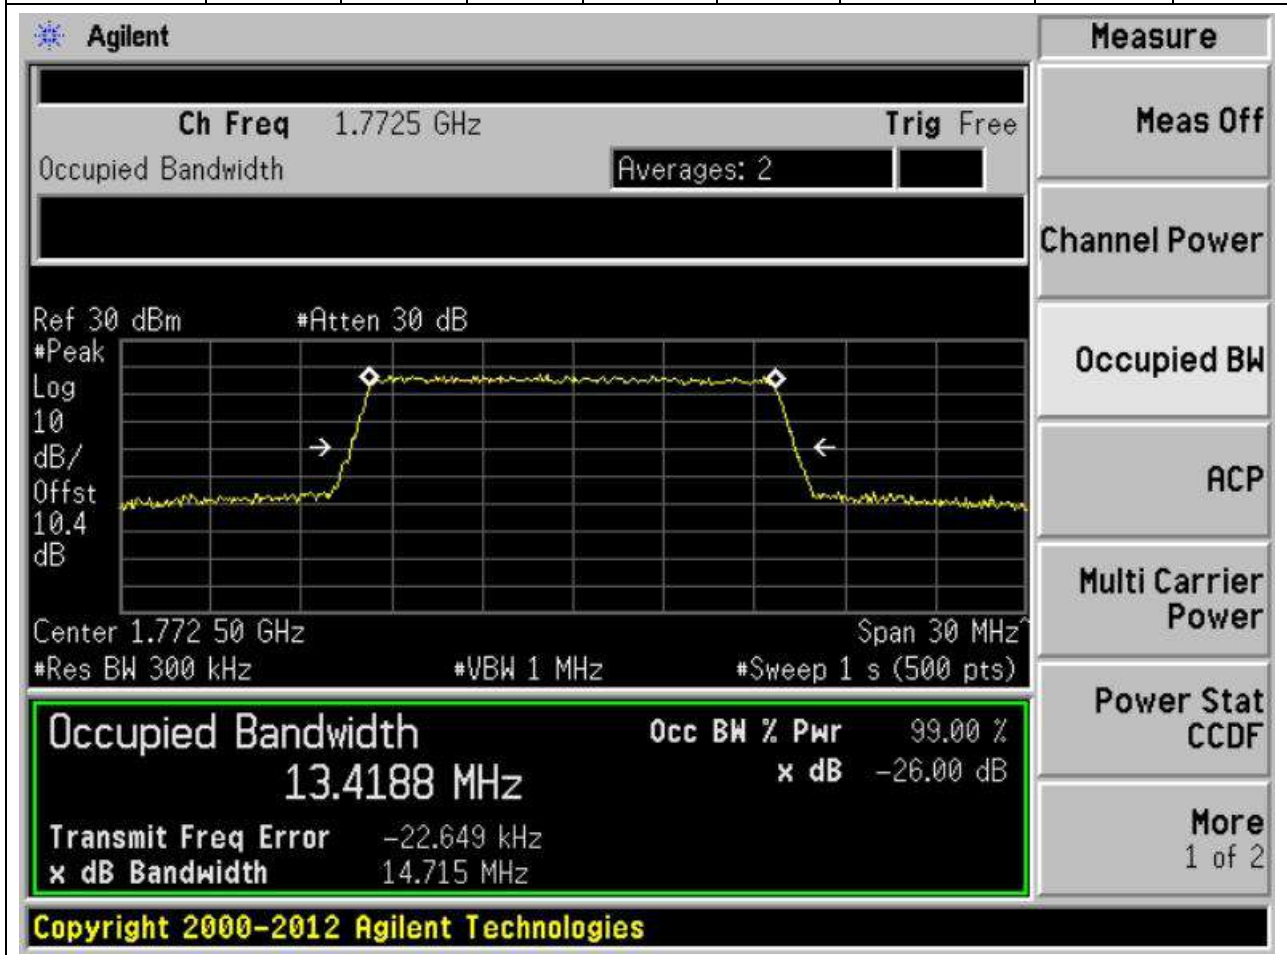 Agilent
Measure
Ch Freq 1.7725 GHz Trig Free
Occupied Bandwidth Averages: 2
Ref 30 dBm #Atten 30 dB
#Peak
Log
10
dB/
Offst
10.4
dB
Center 1.772 50 GHz Span 30 MHz^
#Res BW 300 kHz #VBW 1 MHz #Sweep 1 s (500 pts)
Occupied Bandwidth Occ BW % Pwr 99.00 %
13.4188 MHz x dB -26.00 dB
Transmit Freq Error -22.649 kHz
x dB Bandwidth 14.715 MHz
Copyright 2000-2012 Agilent Technologies
Meas Off
Channel Power
Occupied BW
ACP
Multi Carrier
Power
Power Stat
CCDF
More
1 of 2